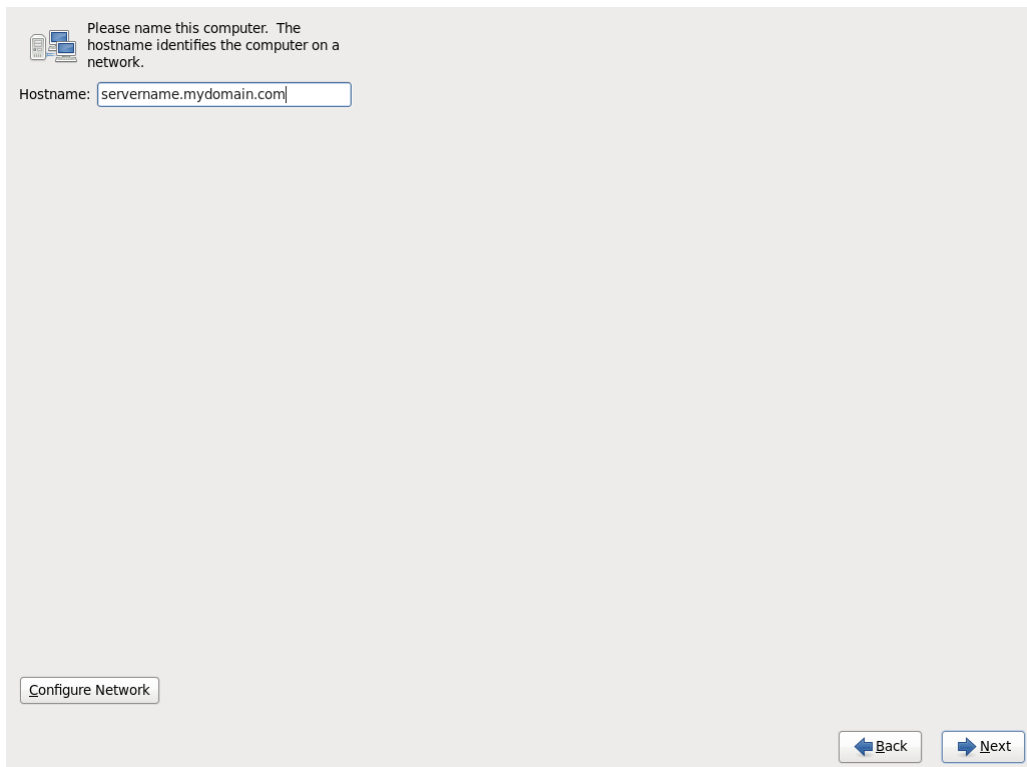 Please name this computer.  The
hostname identifies the computer on a
network.
Hostname: servername.mydomain.com
Configure Network
Back
Next